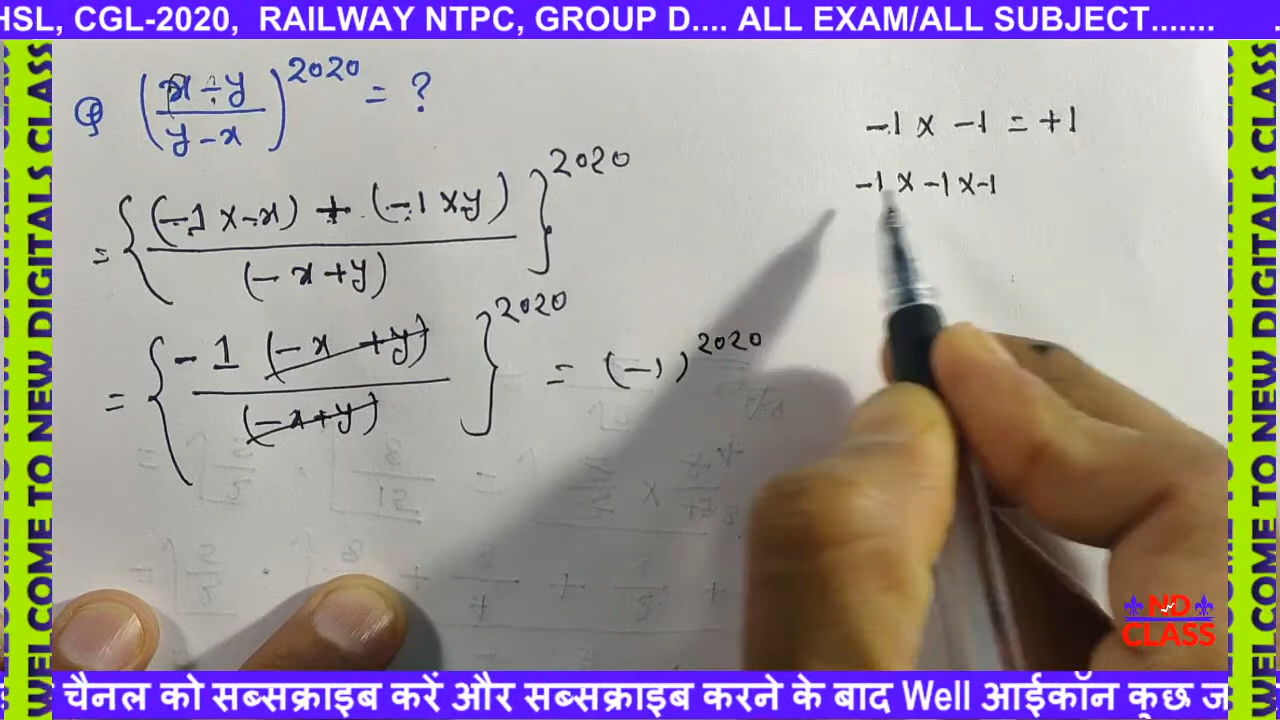 HSL, CGL-2020, RAILWAY NTPC, GROUP D.... ALL EXAM/ALL SUBJECT.......
WELCOME TO NEW DIGITALS CLASS
Q (x÷y / y-x)^2020 = ?
= {(-1 x -x) + (-1 x y) / (-x+y)}^2020
= {-1 (-x+y) / (-x+y)}^2020 = (-1)^2020
-1 x -1 = +1
-1 x -1 x -1
ND
CLASS
WELCOME TO NEW DIGITALS CLASS
चैनल को सब्सक्राइब करें और सब्सक्राइब करने के बाद Well आईकॉन कुछ ज